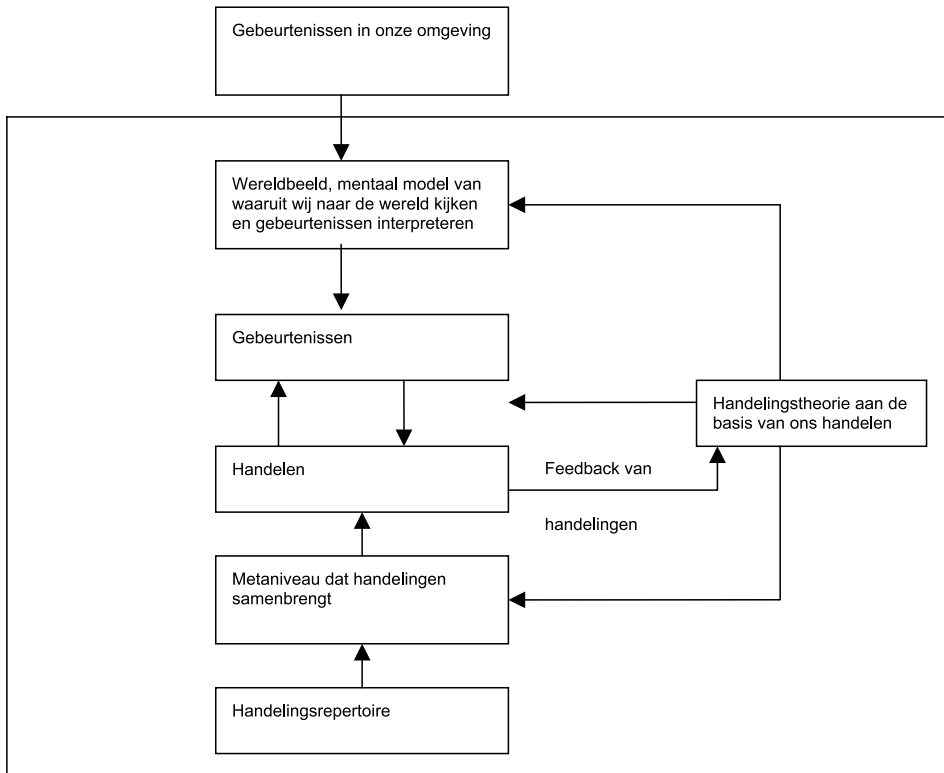 Gebeurtenissen in onze omgeving
Wereldbeeld, mentaal model van
waaruit wij naar de wereld kijken
en gebeurtenissen interpreteren
Gebeurtenissen
Handelingstheorie aan de
basis van ons handelen
Handelen
Feedback van
handelingen
Metaniveau dat handelingen
samenbrengt
Handelingsrepertoire